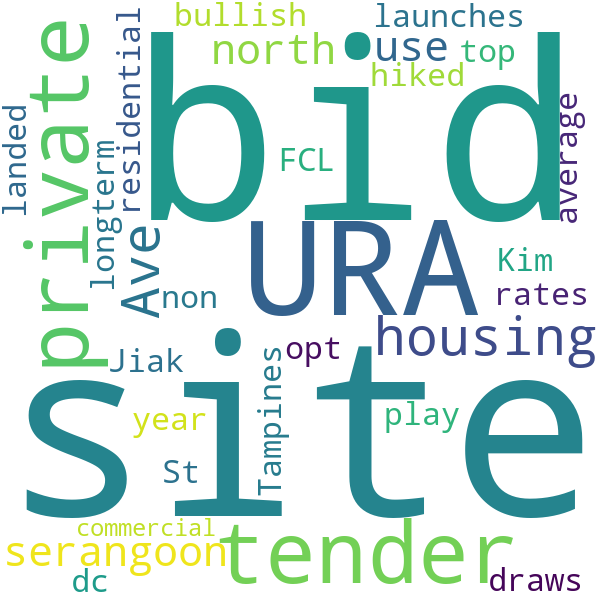 bullish
launches
north
use
top
hiked
private
residential
bid
landed
longterm
FCL
average
Ave
URA
Kim
non
rates
housing
Jiak
opt
site
Tampines
year
play
St
commercial
serangoon
tender
dc
draws